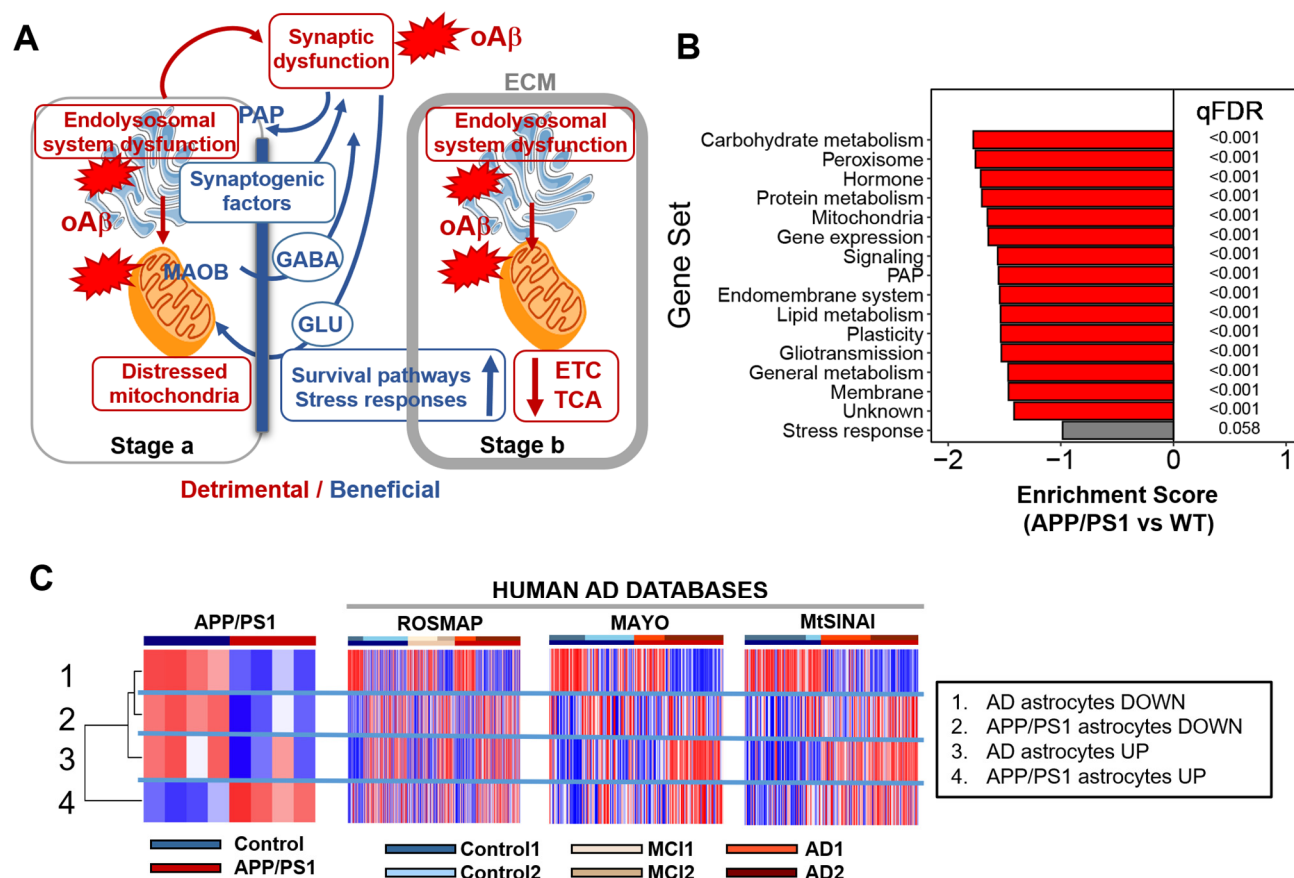 A
Synaptic
dysfunction
oAβ
ECM
Endolysosomal
system dysfunction
PAP
Synaptogenic
factors
oAβ
MAOB
GABA
GLU
Distressed
mitochondria
Survival pathways
Stress responses
Stage a
Endolysosomal
system dysfunction
oAβ
ETC
TCA
Stage b
Detrimental / Beneficial
B
qFDR
Gene Set
Carbohydrate metabolism <0.001
Peroxisome <0.001
Hormone <0.001
Protein metabolism <0.001
Mitochondria <0.001
Gene expression <0.001
Signaling <0.001
PAP <0.001
Endomembrane system <0.001
Lipid metabolism <0.001
Plasticity <0.001
Gliotransmission <0.001
General metabolism <0.001
Membrane <0.001
Unknown <0.001
Stress response 0.058
−2 −1 0 1
Enrichment Score
(APP/PS1 vs WT)
C
HUMAN AD DATABASES
APP/PS1 ROSMAP MAYO MtSINAI
1
2
3
4
1. AD astrocytes DOWN
2. APP/PS1 astrocytes DOWN
3. AD astrocytes UP
4. APP/PS1 astrocytes UP
Control
APP/PS1
Control1 MCI1 AD1
Control2 MCI2 AD2